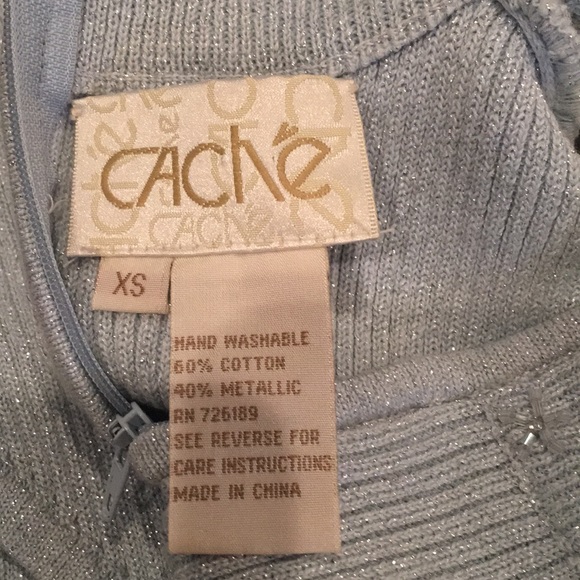 CAChé
XS
HAND WASHABLE
60% COTTON
40% METALLIC
RN 726189
SEE REVERSE FOR
CARE INSTRUCTIONS
MADE IN CHINA